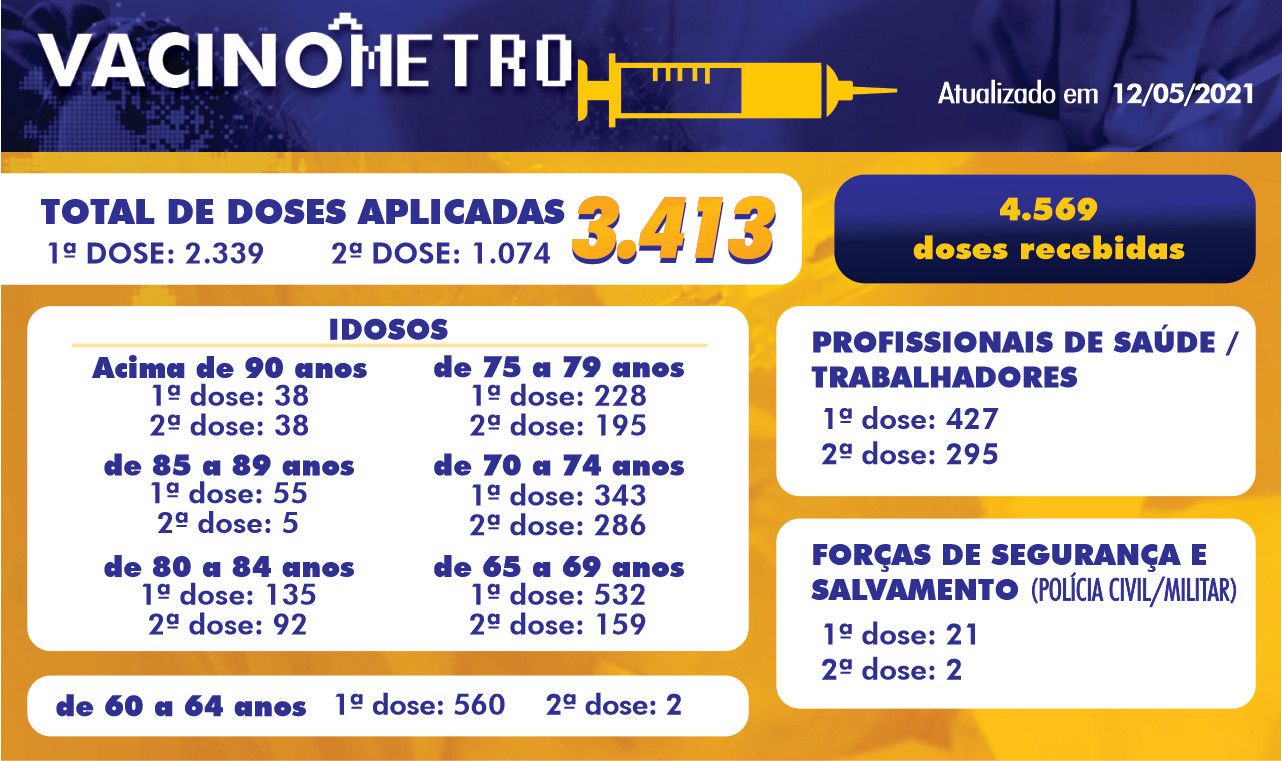 VACINÔMETRO
Atualizado em 12/05/2021
TOTAL DE DOSES APLICADAS 3.413
1ª DOSE: 2.339 2ª DOSE: 1.074
4.569
doses recebidas
IDOSOS
Acima de 90 anos
1ª dose: 38
2ª dose: 38
de 85 a 89 anos
1ª dose: 55
2ª dose: 5
de 80 a 84 anos
1ª dose: 135
2ª dose: 92
de 75 a 79 anos
1ª dose: 228
2ª dose: 195
de 70 a 74 anos
1ª dose: 343
2ª dose: 286
de 65 a 69 anos
1ª dose: 532
2ª dose: 159
de 60 a 64 anos 1ª dose: 560 2ª dose: 2
PROFISSIONAIS DE SAÚDE /
TRABALHADORES
1ª dose: 427
2ª dose: 295
FORÇAS DE SEGURANÇA E
SALVAMENTO (POLÍCIA CIVIL/MILITAR)
1ª dose: 21
2ª dose: 2